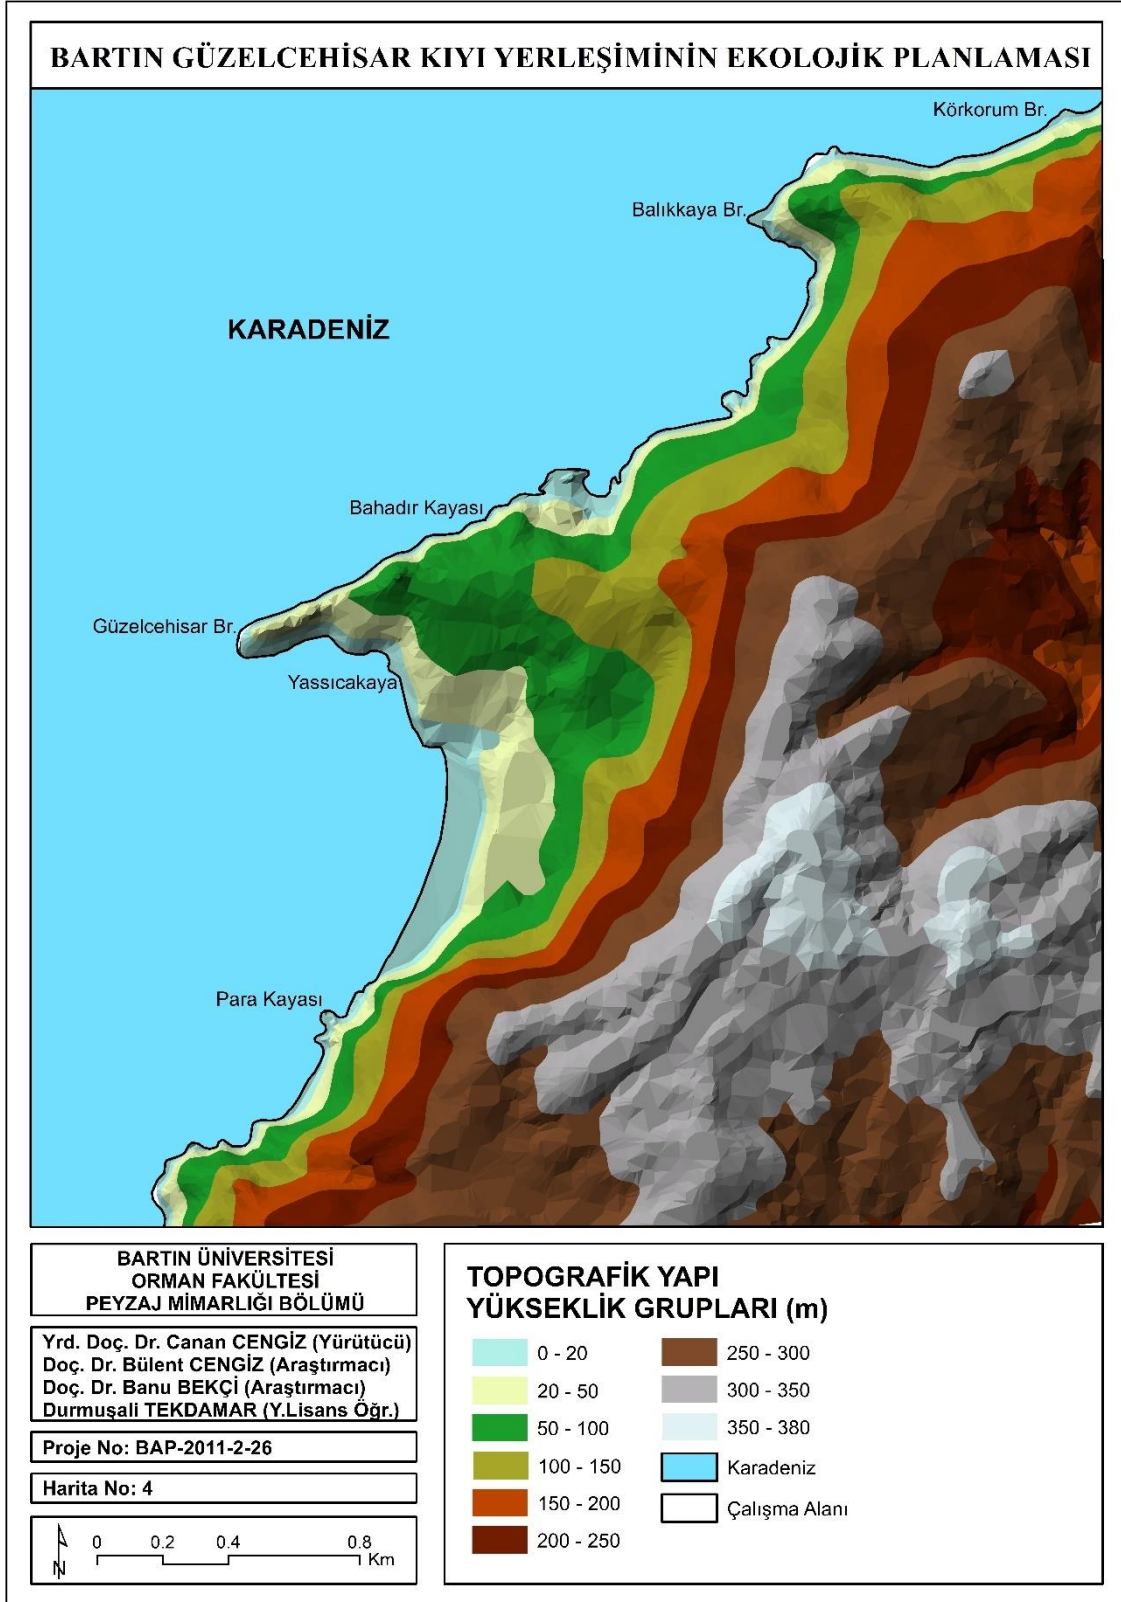 BARTIN GÜZELCEHİSAR KIYI YERLEŞİMİNİN EKOLOJİK PLANLAMASI
Körkorum Br.
Balıkkaya Br.
KARADENİZ
Bahadır Kayası
Güzelcehisar Br.
Yassıcakaya
Para Kayası
BARTIN ÜNİVERSİTESİ
ORMAN FAKÜLTESİ
PEYZAJ MİMARLIĞI BÖLÜMÜ
Yrd. Doç. Dr. Canan CENGİZ (Yürütücü)
Doç. Dr. Bülent CENGİZ (Araştırmacı)
Doç. Dr. Banu BEKÇİ (Araştırmacı)
Durmuşali TEKDAMAR (Y.Lisans Öğr.)
Proje No: BAP-2011-2-26
Harita No: 4
N
0 0.2 0.4 0.8
Km
TOPOGRAFİK YAPI
YÜKSEKLİK GRUPLARI (m)
0 - 20
20 - 50
50 - 100
100 - 150
150 - 200
200 - 250
250 - 300
300 - 350
350 - 380
Karadeniz
Çalışma Alanı